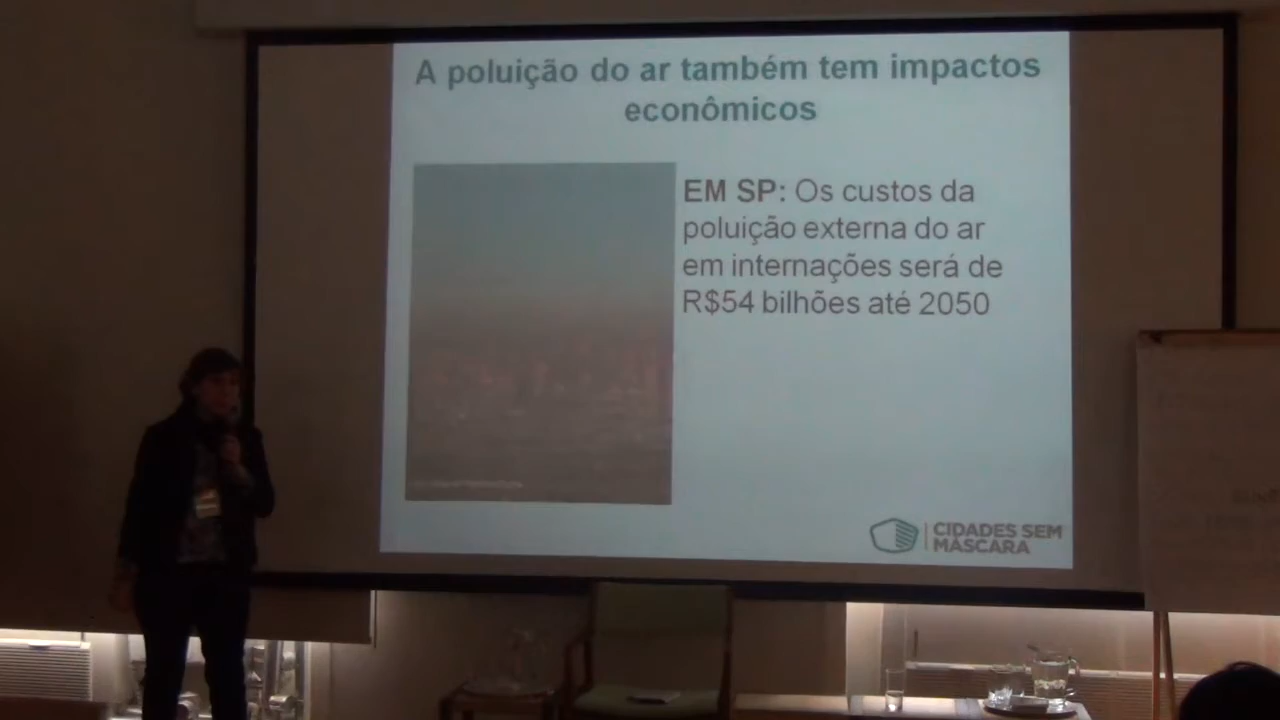 A poluição do ar também tem impactos
econômicos
EM SP: Os custos da
poluição externa do ar
em internações será de
R$54 bilhões até 2050
CIDADES SEM
MÁSCARA